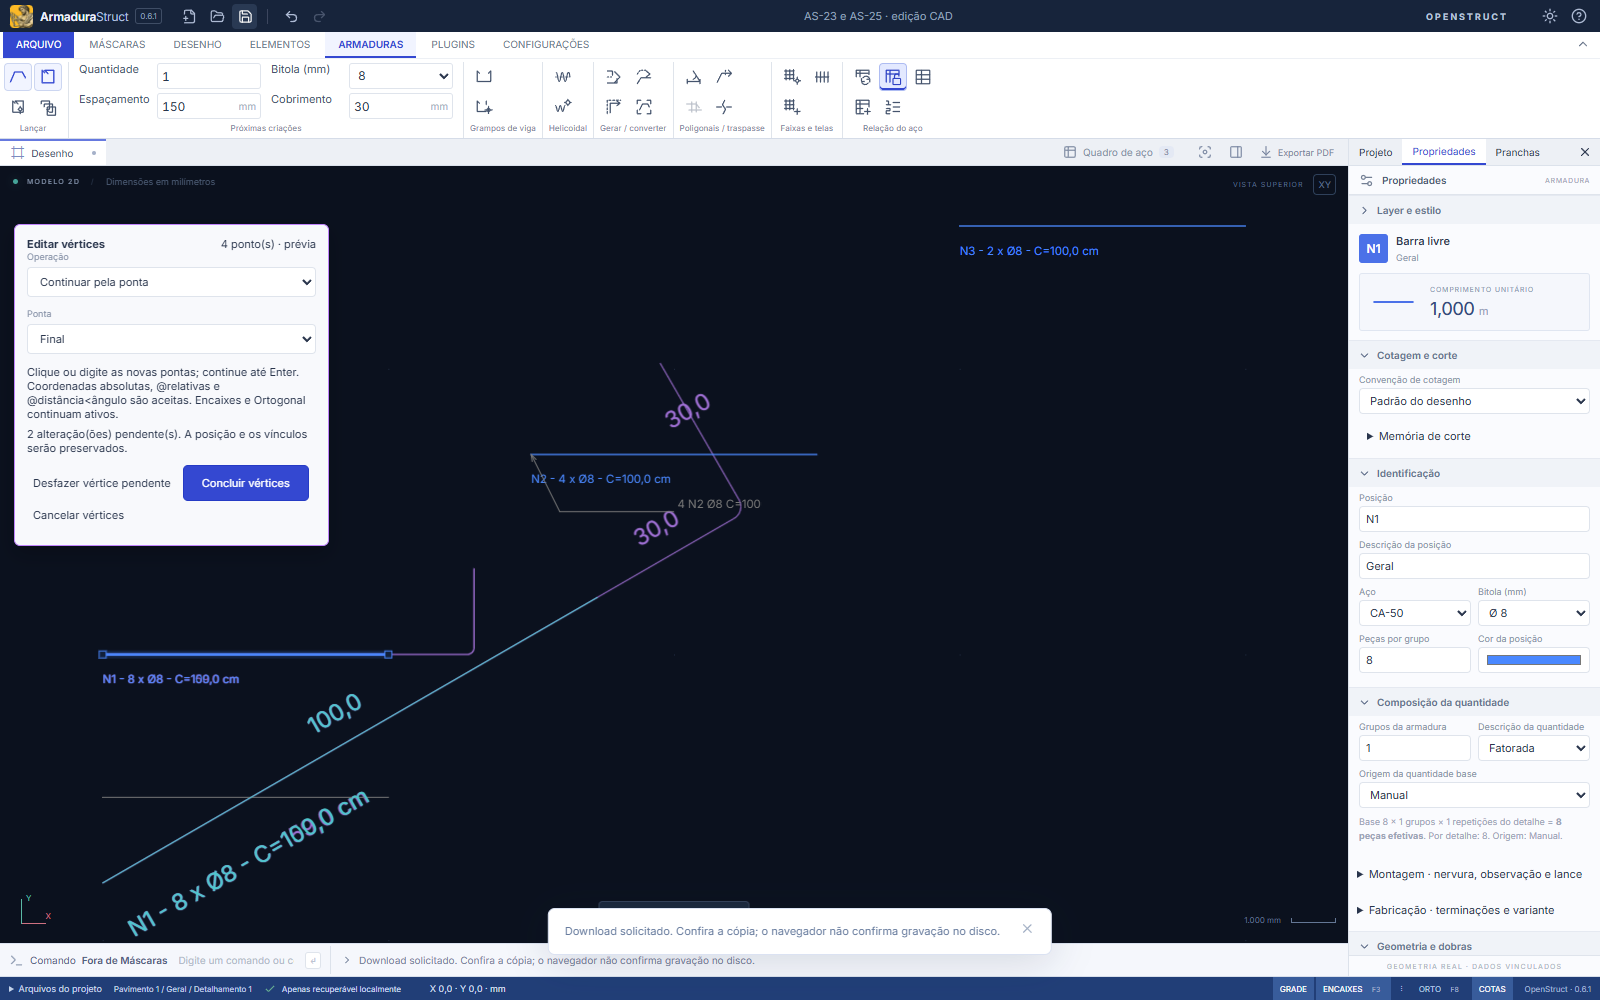 ArmaduraStruct 0.6.1
AS-23 e AS-25 · edição CAD
OPENSTRUCT
ARQUIVO MÁSCARAS DESENHO ELEMENTOS ARMADURAS PLUGINS CONFIGURAÇÕES
Quantidade 1 Bitola (mm) 8
Espaçamento 150 mm Cobrimento 30 mm
Lançar Próximas criações Grampos de viga Helicoidal Gerar / converter Poligonais / traspasse Faixas e telas Relação do aço
Desenho
Quadro de aço 3
Exportar PDF
Projeto Propriedades Pranchas
MODELO 2D / Dimensões em milímetros
VISTA SUPERIOR XY
Editar vértices 4 ponto(s) · prévia
Operação
Continuar pela ponta
Ponta
Final
Clique ou digite as novas pontas; continue até Enter.
Coordenadas absolutas, @relativas e
@distância<ângulo são aceitas. Encaixes e Ortogonal
continuam ativos.
2 alteração(ões) pendente(s). A posição e os vínculos
serão preservados.
Desfazer vértice pendente Concluir vértices
Cancelar vértices
N3 - 2 x Ø8 - C=100,0 cm
30,0
N2 - 4 x Ø8 - C=100,0 cm
4 N2 Ø8 C=100
30,0
N1 - 8 x Ø8 -
100,0
N1 - 8 x Ø8 -
Y
X
1.000 mm
Download solicitado. Confira a cópia; o navegador não confirma gravação no disco.
Propriedades ARMADURA
Layer e estilo
N1 Barra livre
Geral
COMPRIMENTO UNITÁRIO
1,000 m
Cotagem e corte
Convenção de cotagem
Padrão do desenho
Memória de corte
Identificação
Posição
N1
Descrição da posição
Geral
Aço Bitola (mm)
CA-50 Ø 8
Peças por grupo Cor da posição
8
Composição da quantidade
Grupos da armadura Descrição da quantidade
1 Fatorada
Origem da quantidade base
Manual
Base 8 × 1 grupos × 1 repetições do detalhe = 8
peças efetivas. Por detalhe: 8. Origem: Manual.
Montagem · nervura, observação e lance
Fabricação · terminações e variante
Geometria e dobras
GEOMETRIA REAL · DADOS VINCULADOS
Comando Fora de Máscaras Digite um comando ou c
Download solicitado. Confira a cópia; o navegador não confirma gravação no disco.
Arquivos do projeto Pavimento 1 / Geral / Detalhamento 1 Apenas recuperável localmente X 0,0 · Y 0,0 · mm
GRADE ENCAIXES F3 ORTO F8 COTAS OpenStruct · 0.6.1